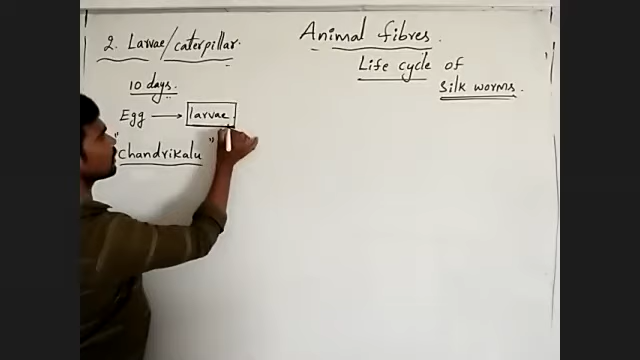 Animal fibres.
Life cycle of
Silk worms.
2. Larvae/caterpillar.
10 days.
Egg → larvae
"Chandrikalu"